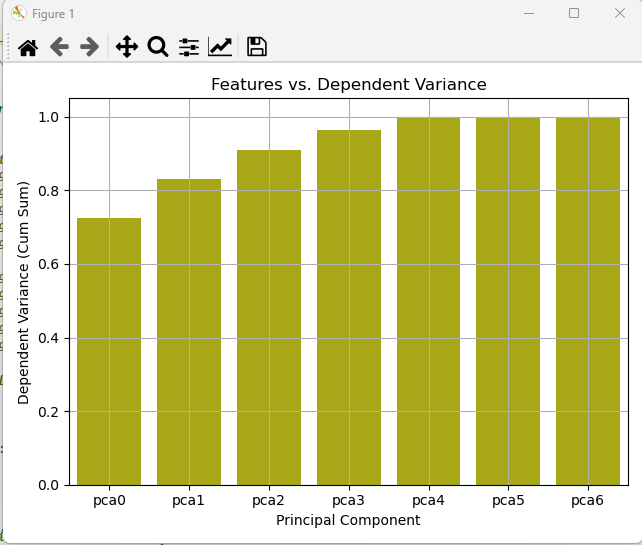 Figure 1
Features vs. Dependent Variance
1.0
0.8
0.6
0.4
0.2
0.0
Dependent Variance (Cum Sum)
pca0 pca1 pca2 pca3 pca4 pca5 pca6
Principal Component